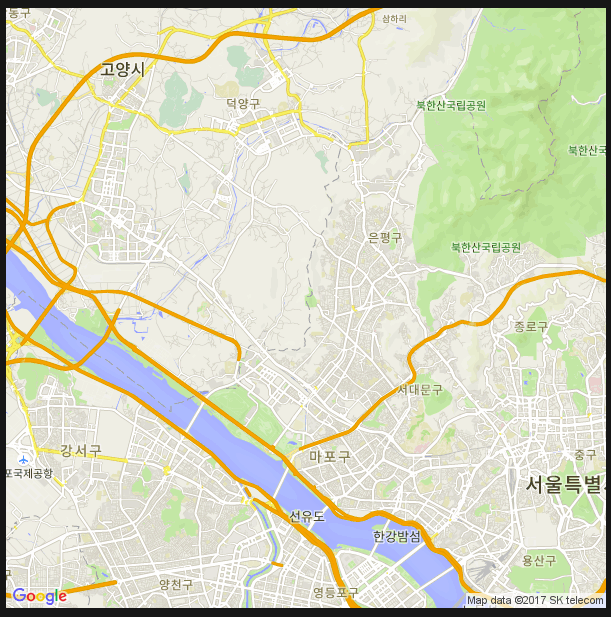 동구
삼하리
고양시
덕양구
북한산국립공원
북한산국
은평구
북한산국립공원
종로구
서대문구
강서구
마포구
중구
포국제공항
서울특별
선유도
한강밤섬
양천구
영등포구
용산구
구
Google
Map data ©2017 SK telecom